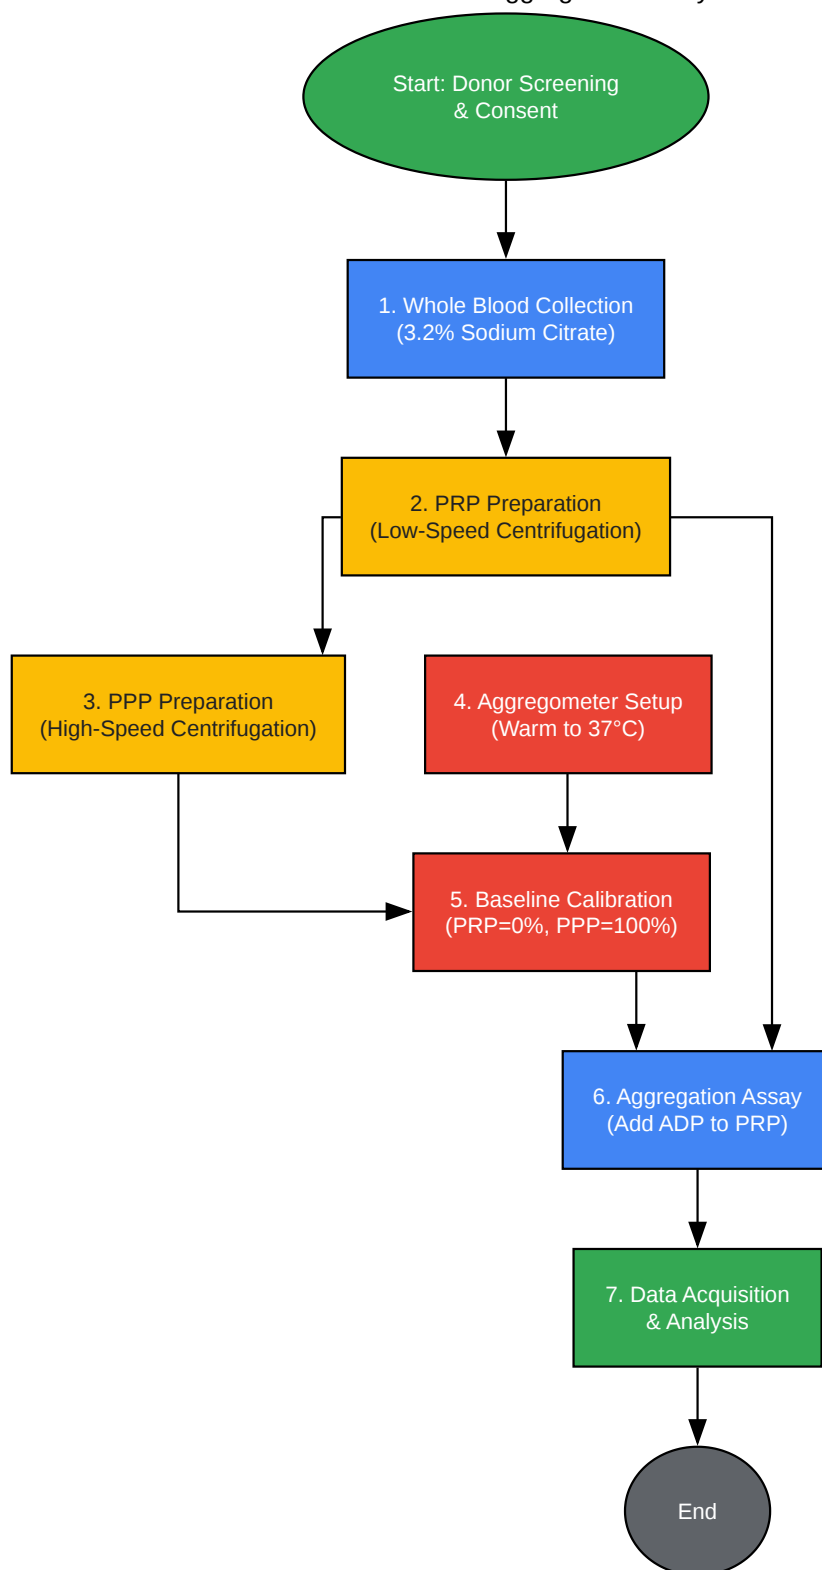 Start: Donor Screening
& Consent
1. Whole Blood Collection
(3.2% Sodium Citrate)
2. PRP Preparation
(Low-Speed Centrifugation)
3. PPP Preparation
(High-Speed Centrifugation)
4. Aggregometer Setup
(Warm to 37°C)
5. Baseline Calibration
(PRP=0%, PPP=100%)
6. Aggregation Assay
(Add ADP to PRP)
7. Data Acquisition
& Analysis
End